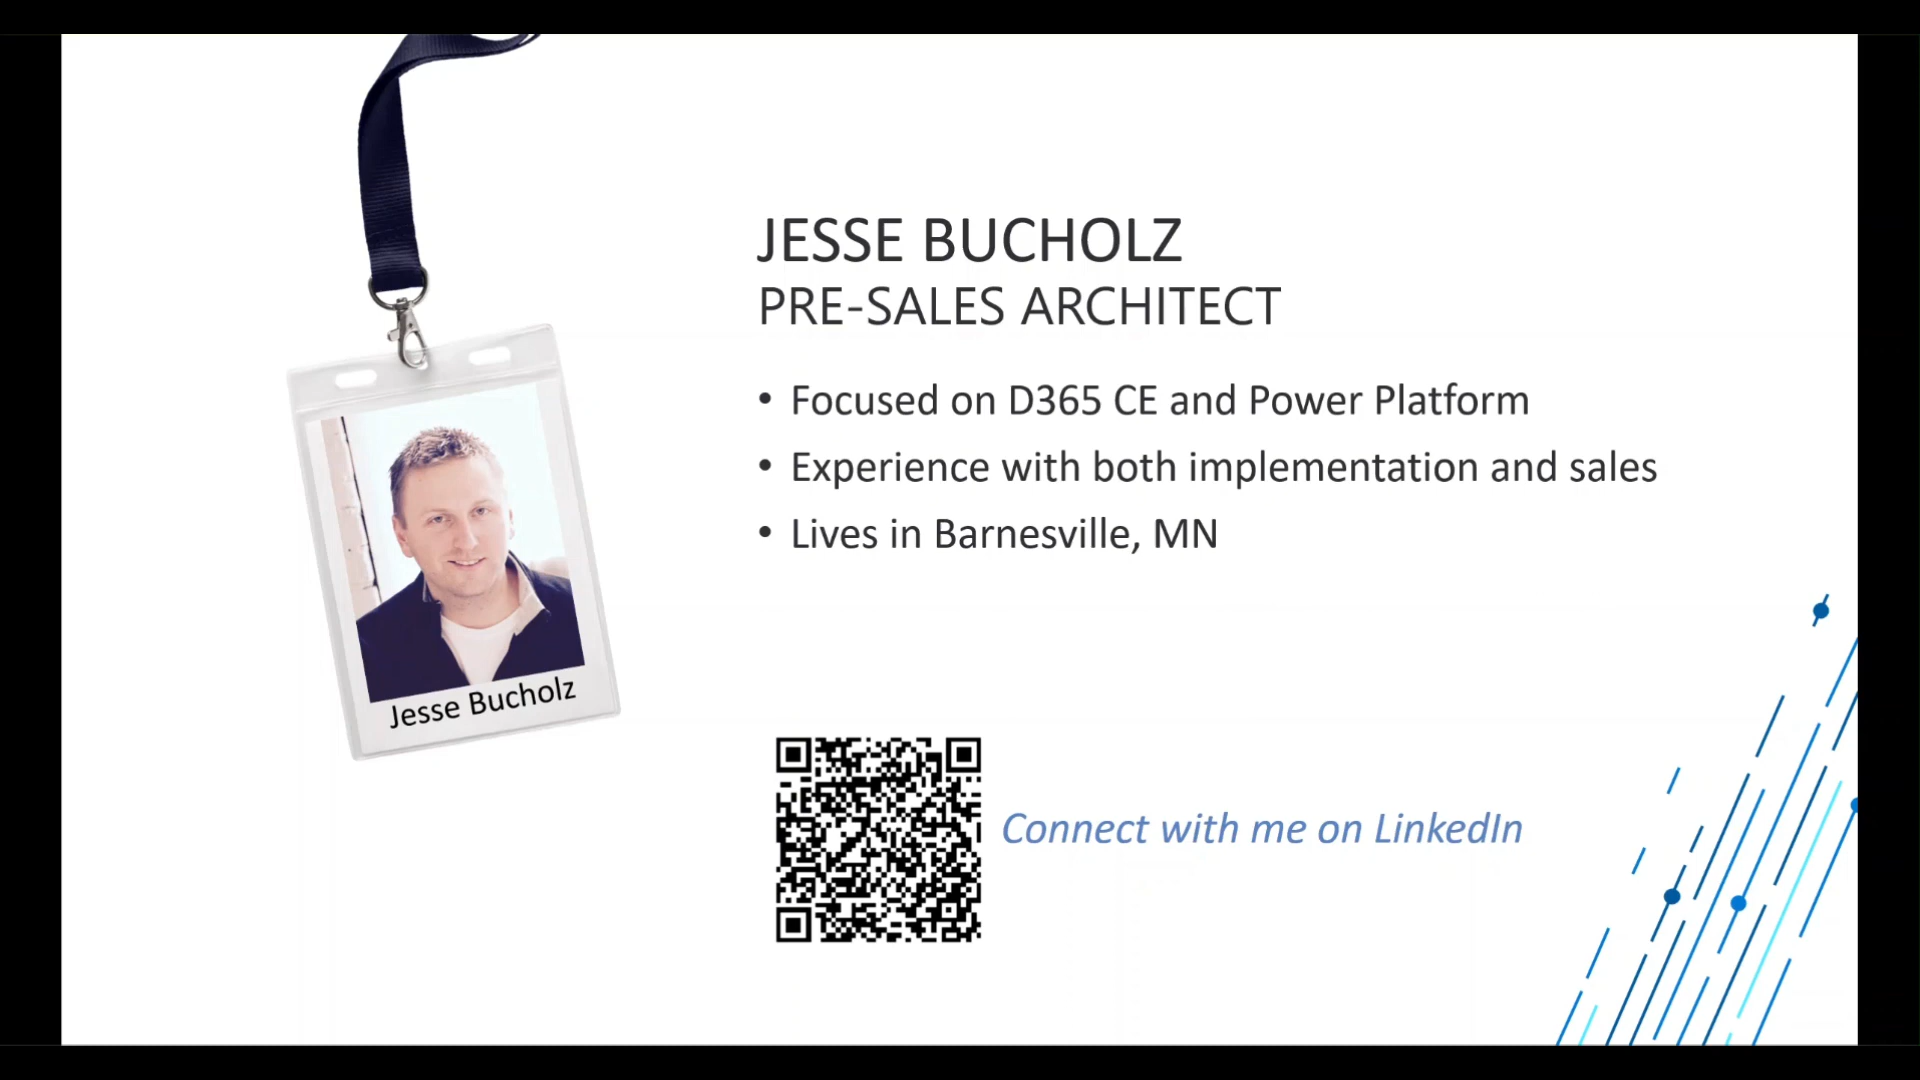 JESSE BUCHOLZ
PRE-SALES ARCHITECT
• Focused on D365 CE and Power Platform
• Experience with both implementation and sales
• Lives in Barnesville, MN
Jesse Bucholz
Connect with me on LinkedIn